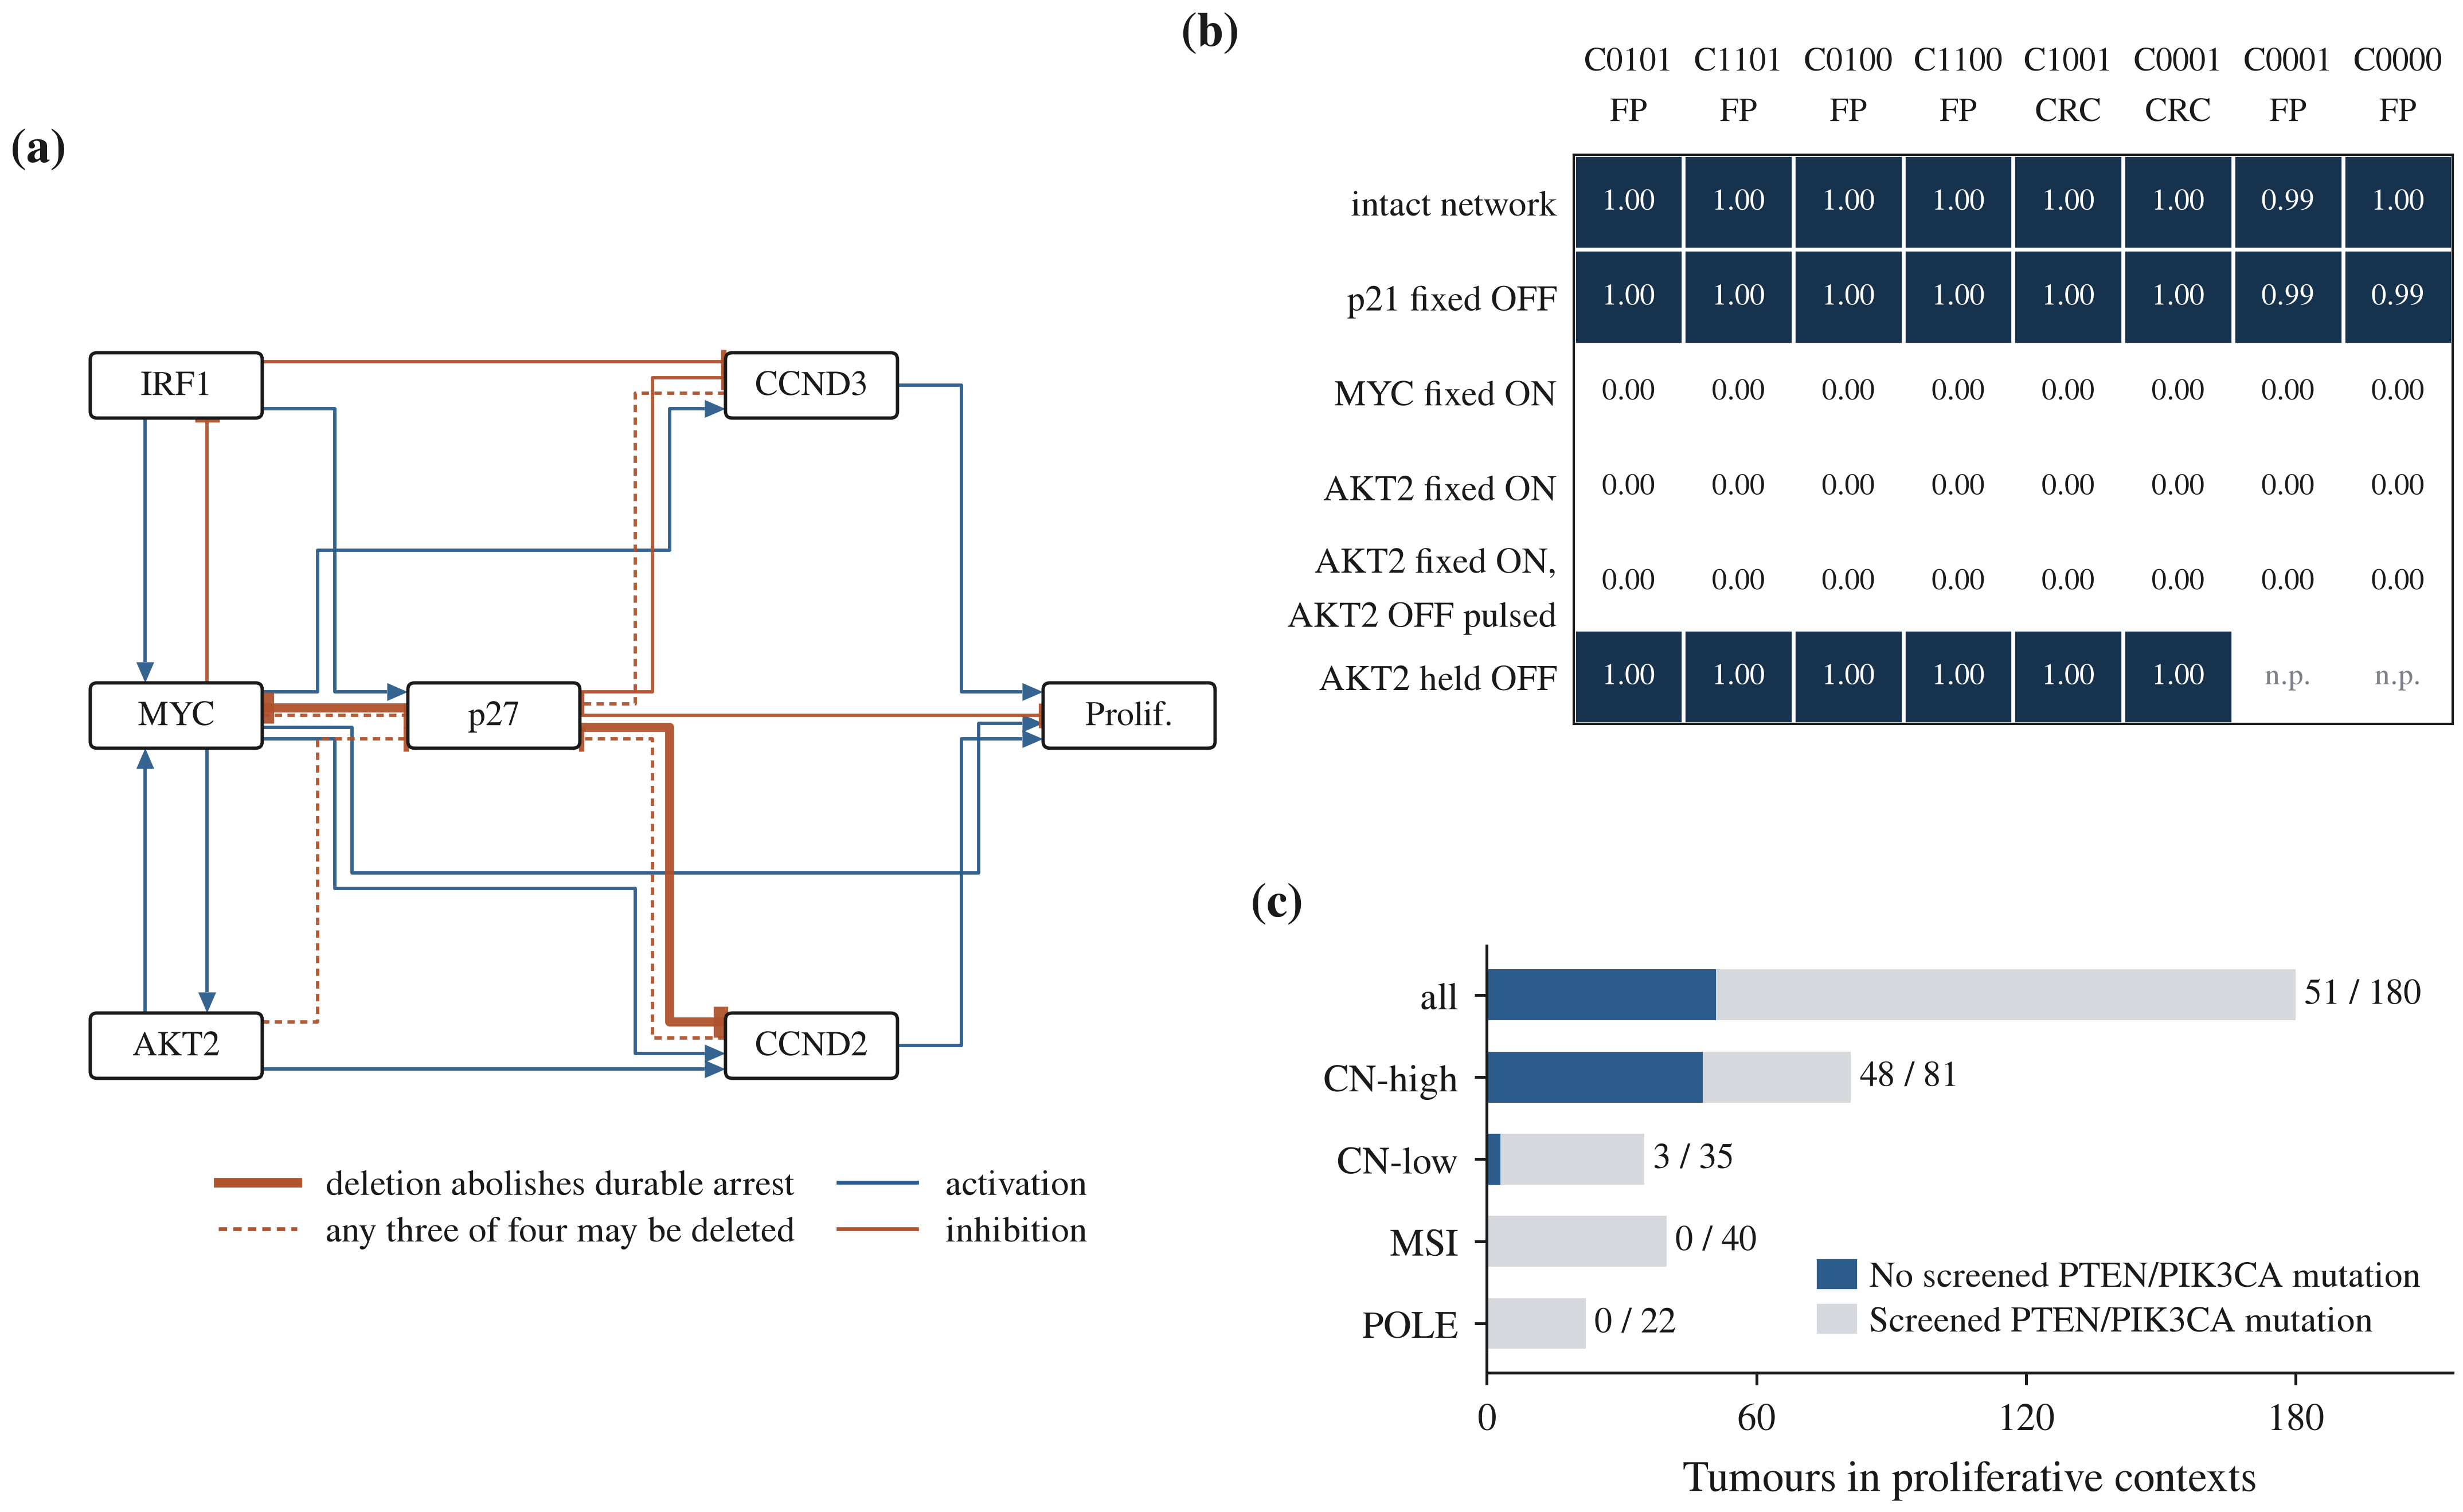 (a)
IRF1
CCND3
MYC
p27
Prolif.
AKT2
CCND2
deletion abolishes durable arrest
activation
any three of four may be deleted
inhibition
(b)
C0101 C1101 C0100 C1100 C1001 C0001 C0001 C0000
FP FP FP FP CRC CRC FP FP
intact network 1.00 1.00 1.00 1.00 1.00 1.00 0.99 1.00
p21 fixed OFF 1.00 1.00 1.00 1.00 1.00 1.00 0.99 0.99
MYC fixed ON 0.00 0.00 0.00 0.00 0.00 0.00 0.00 0.00
AKT2 fixed ON 0.00 0.00 0.00 0.00 0.00 0.00 0.00 0.00
AKT2 fixed ON,
0.00 0.00 0.00 0.00 0.00 0.00 0.00 0.00
AKT2 OFF pulsed
AKT2 held OFF 1.00 1.00 1.00 1.00 1.00 1.00 n.p. n.p.
(c)
all 51 / 180
CN-high 48 / 81
CN-low 3 / 35
MSI 0 / 40
POLE 0 / 22
No screened PTEN/PIK3CA mutation
Screened PTEN/PIK3CA mutation
0 60 120 180
Tumours in proliferative contexts